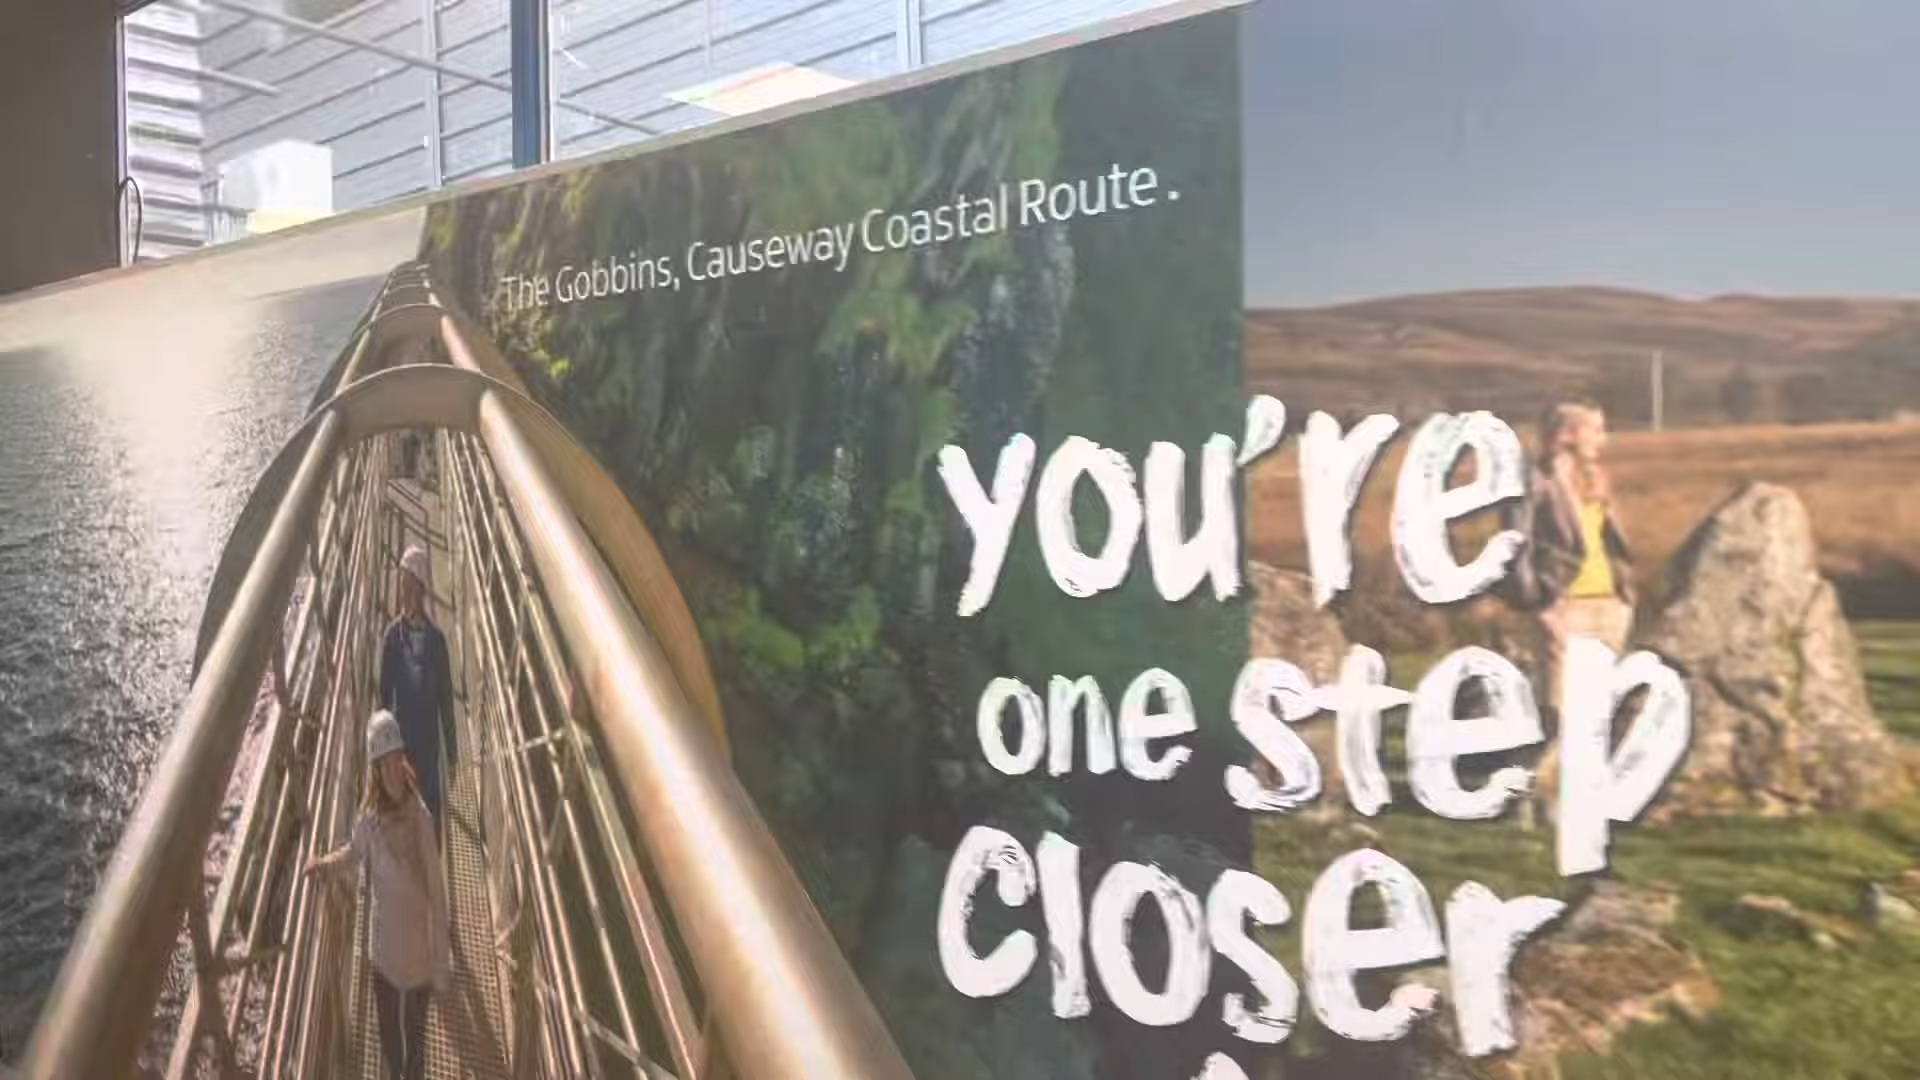 The Gobbins, Causeway Coastal Route.
you're
one step
closer